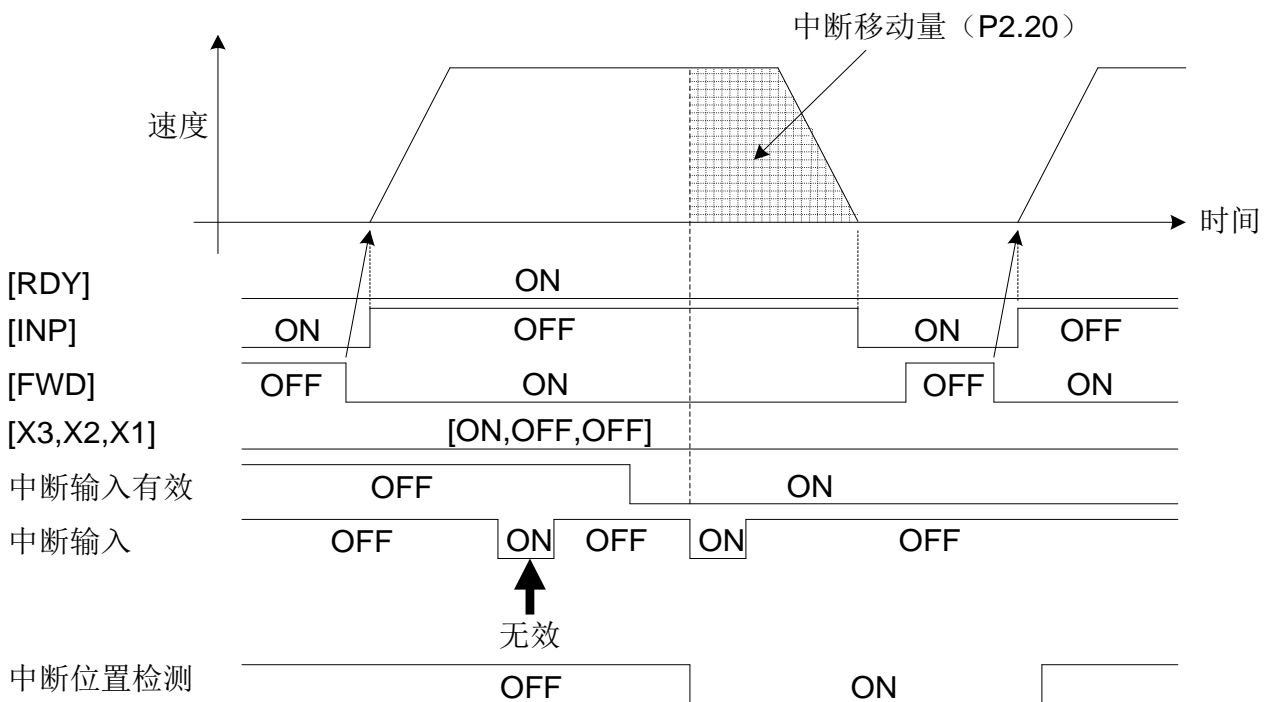 中断移动量（P2.20）
速度
时间
[RDY] ON
[INP] ON OFF ON OFF
[FWD] OFF ON OFF ON
[X3,X2,X1] [ON,OFF,OFF]
中断输入有效 OFF ON
中断输入 OFF ON OFF ON OFF
无效
中断位置检测 OFF ON